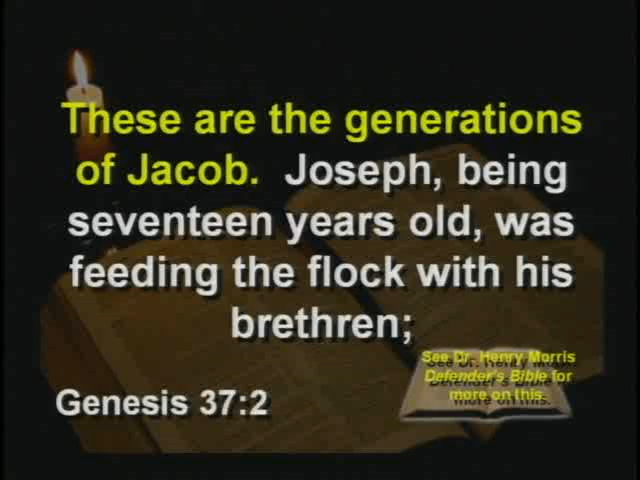 These are the generations
of Jacob. Joseph, being
seventeen years old, was
feeding the flock with his
brethren;
See Dr. Henry Morris
Defender's Bible for
more on this.
Genesis 37:2